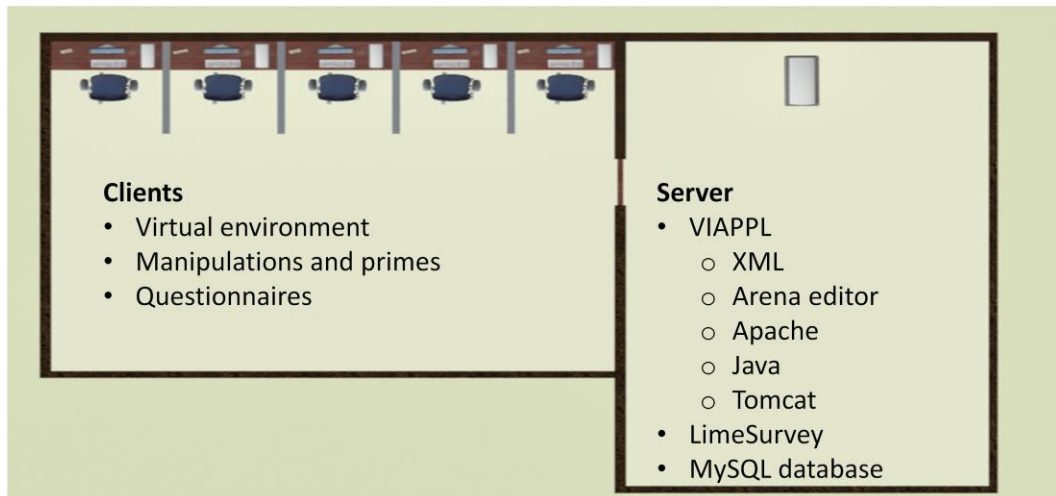 Clients
• Virtual environment
• Manipulations and primes
• Questionnaires
Server
• VIAPPL
o XML
o Arena editor
o Apache
o Java
o Tomcat
• LimeSurvey
• MySQL database